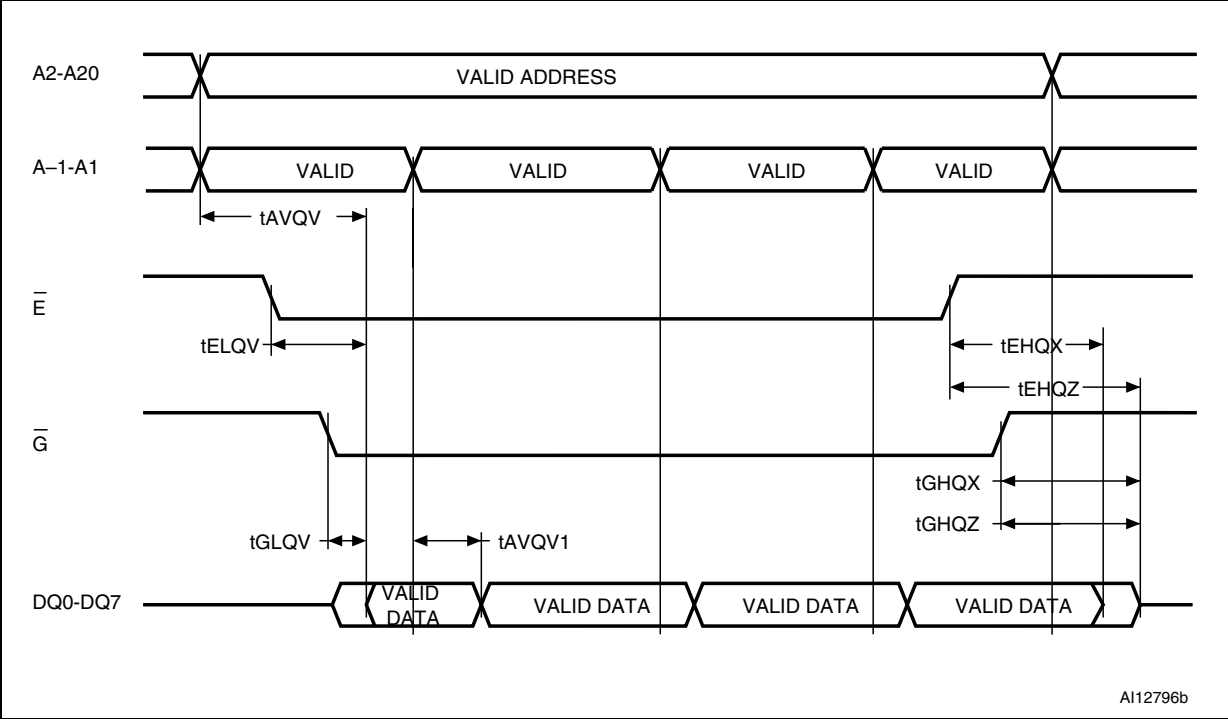 A2-A20
VALID ADDRESS
A–1-A1
VALID
VALID
VALID
VALID
tAVQV
E
tELQV
tEHQX
tEHQZ
G
tGHQX
tGHQZ
tGLQV
tAVQV1
DQ0-DQ7
VALID
DATA
VALID DATA
VALID DATA
VALID DATA
AI12796b